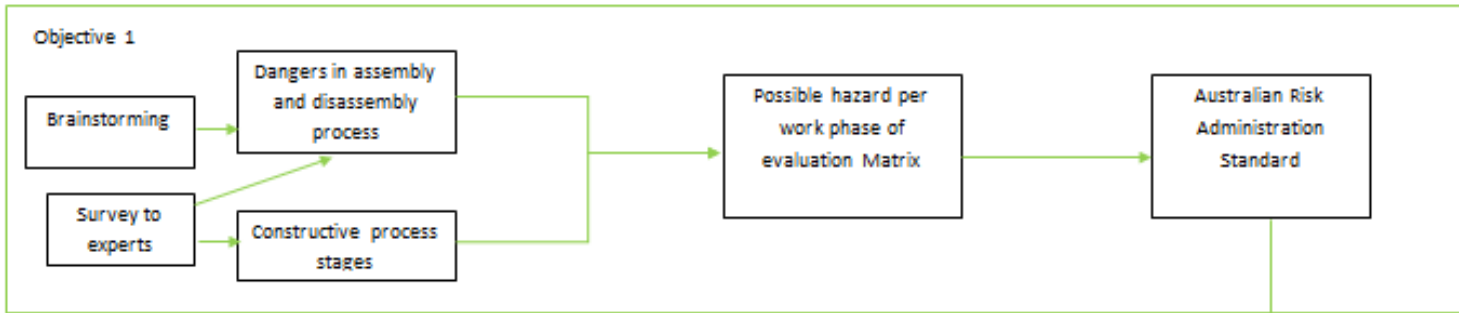 Objective 1
Brainstorming
Dangers in assembly
and disassembly
process
Survey to
experts
Constructive process
stages
Possible hazard per
work phase of
evaluation Matrix
Australian Risk
Administration
Standard